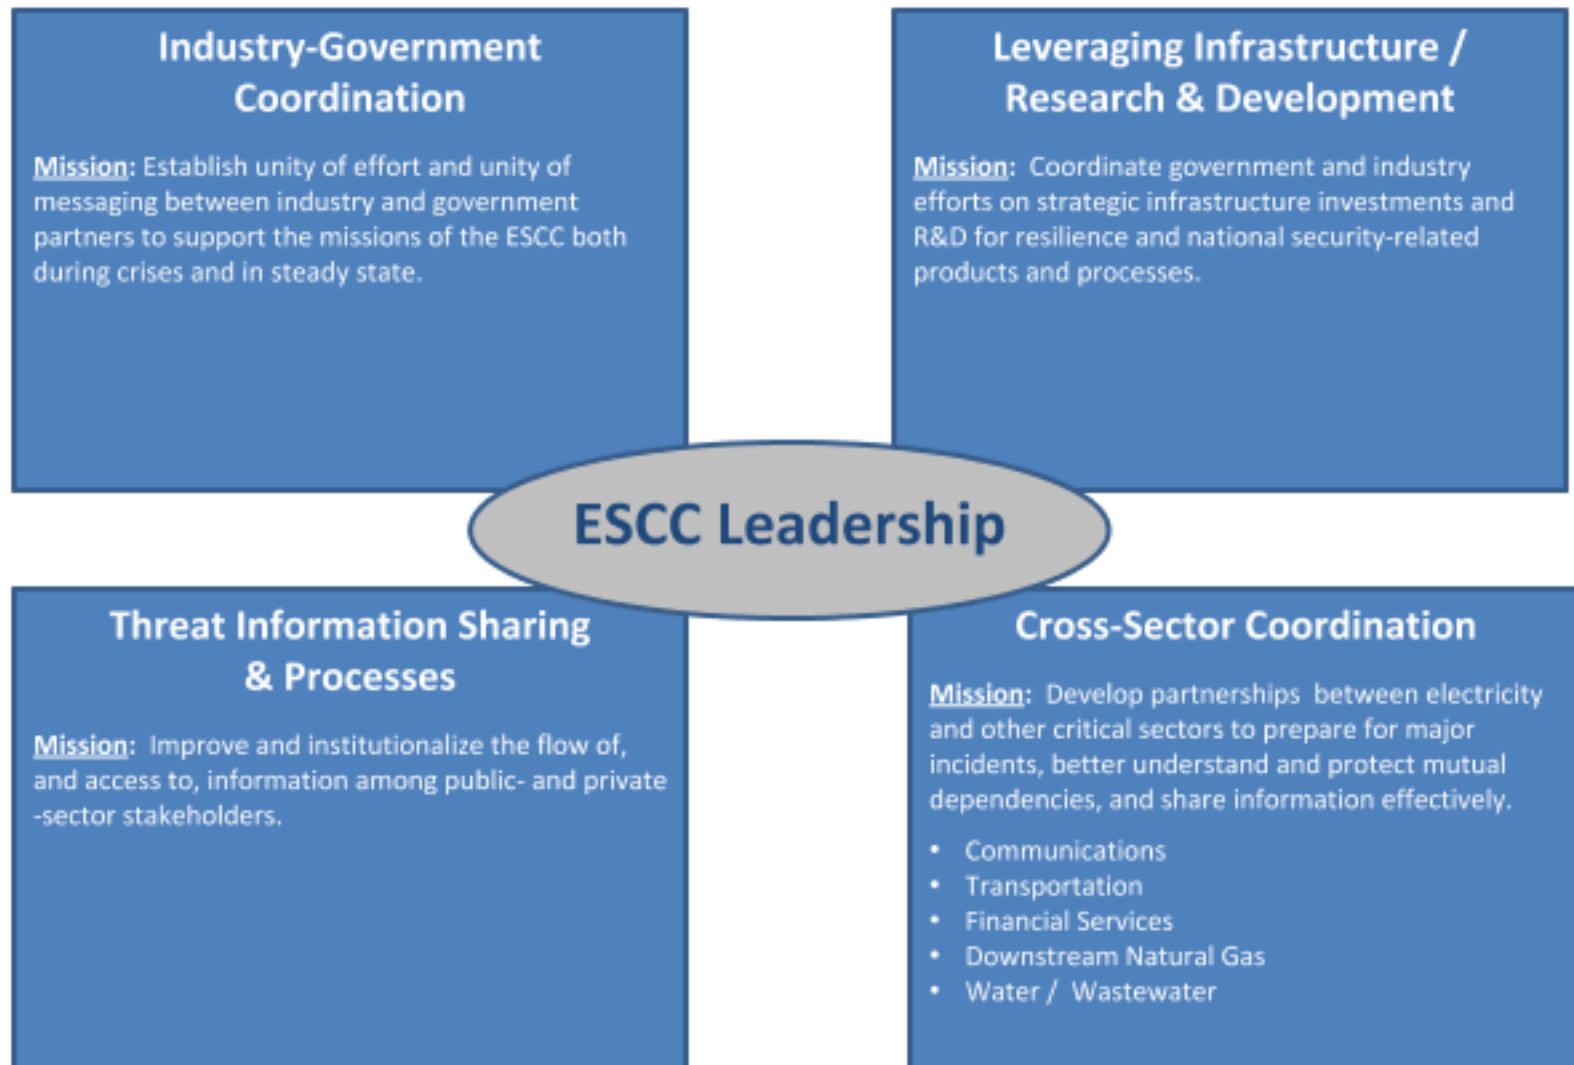 Industry-Government
Coordination
Mission: Establish unity of effort and unity of
messaging between industry and government
partners to support the missions of the ESCC both
during crises and in steady state.
Leveraging Infrastructure /
Research & Development
Mission:  Coordinate government and industry
efforts on strategic infrastructure investments and
R&D for resilience and national security-related
products and processes.
ESCC Leadership
Threat Information Sharing
& Processes
Mission:  Improve and institutionalize the flow of,
and access to, information among public- and private
-sector stakeholders.
Cross-Sector Coordination
Mission:  Develop partnerships  between electricity
and other critical sectors to prepare for major
incidents, better understand and protect mutual
dependencies, and share information effectively.
• Communications
• Transportation
• Financial Services
• Downstream Natural Gas
• Water /  Wastewater